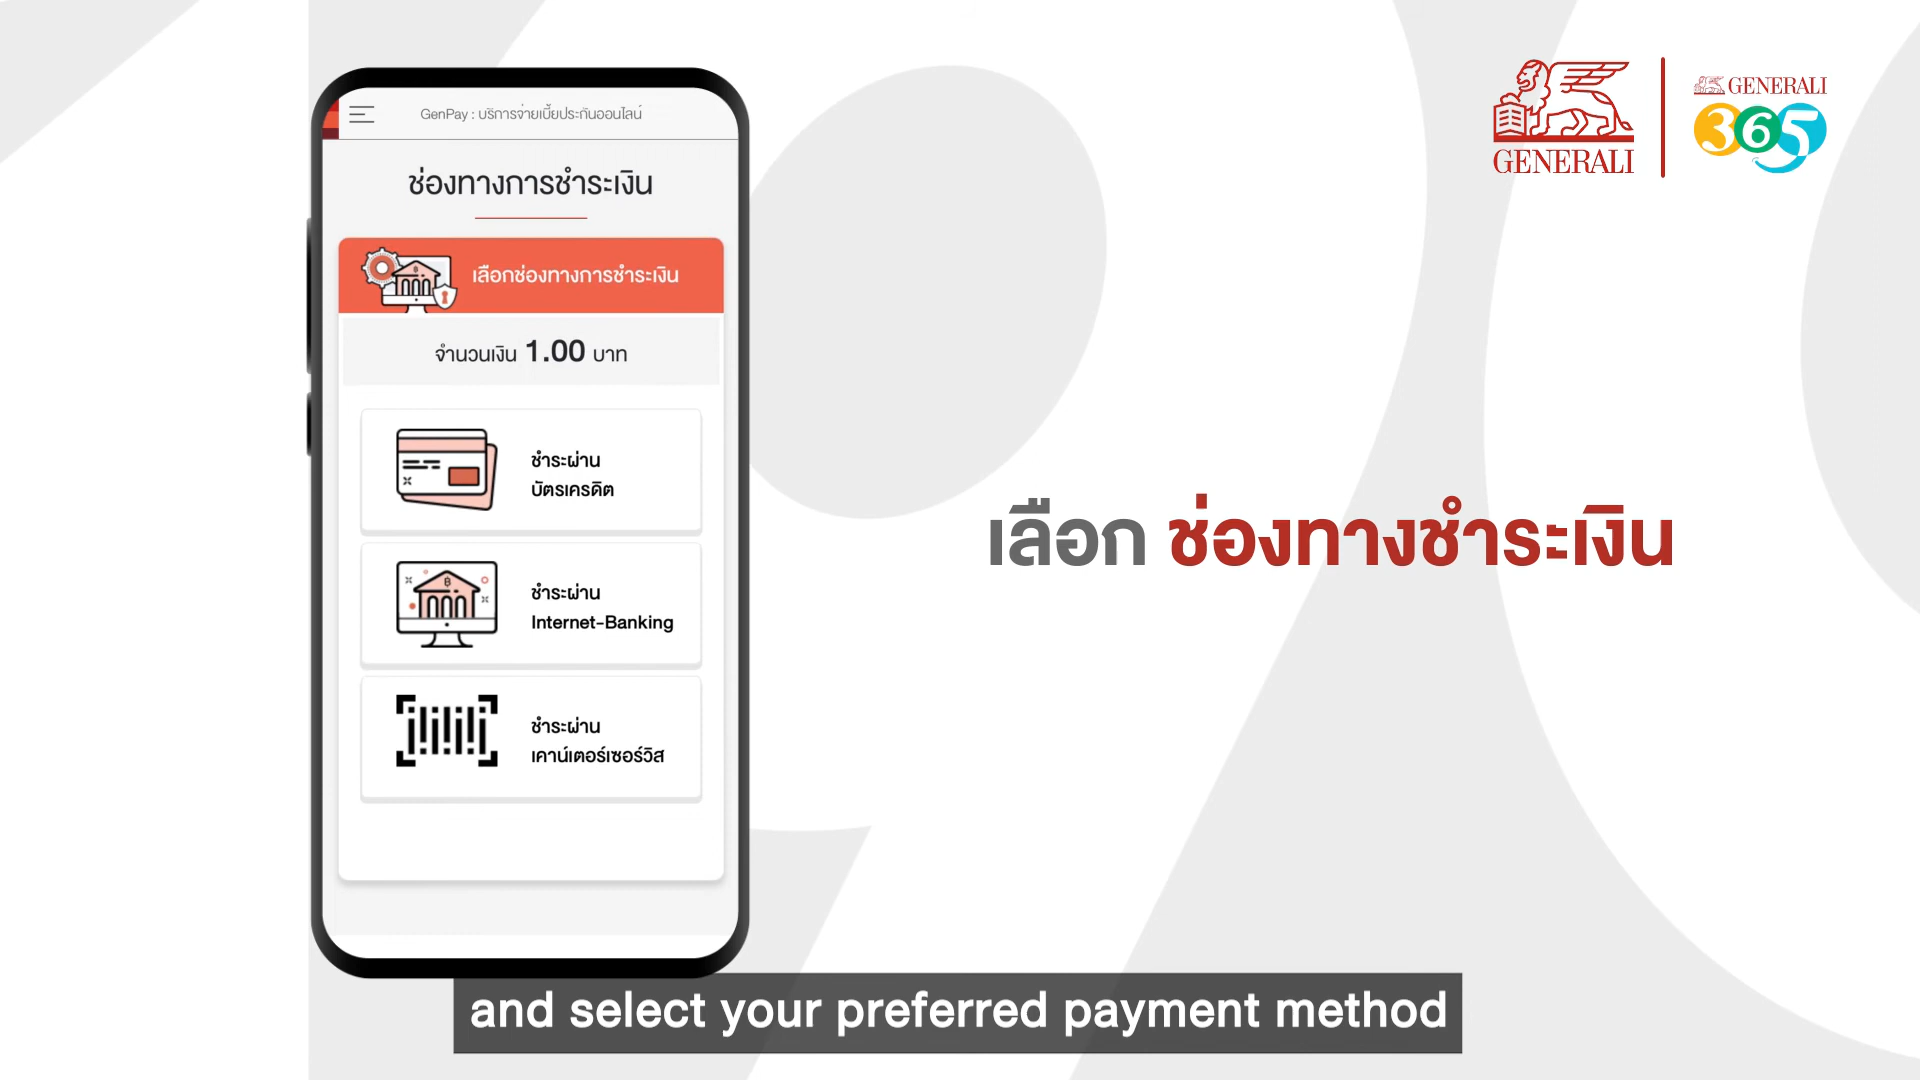 GenPay : บริการจ่ายเบี้ยประกันออนไลน์
ช่องทางการชำระเงิน
เลือกช่องทางการชำระเงิน
จำนวนเงิน 1.00 บาท
ชำระผ่าน
บัตรเครดิต
ชำระผ่าน
Internet-Banking
ชำระผ่าน
เคาน์เตอร์เซอร์วิส
GENERALI
GENERALI
365
เลือก ช่องทางชำระเงิน
and select your preferred payment method